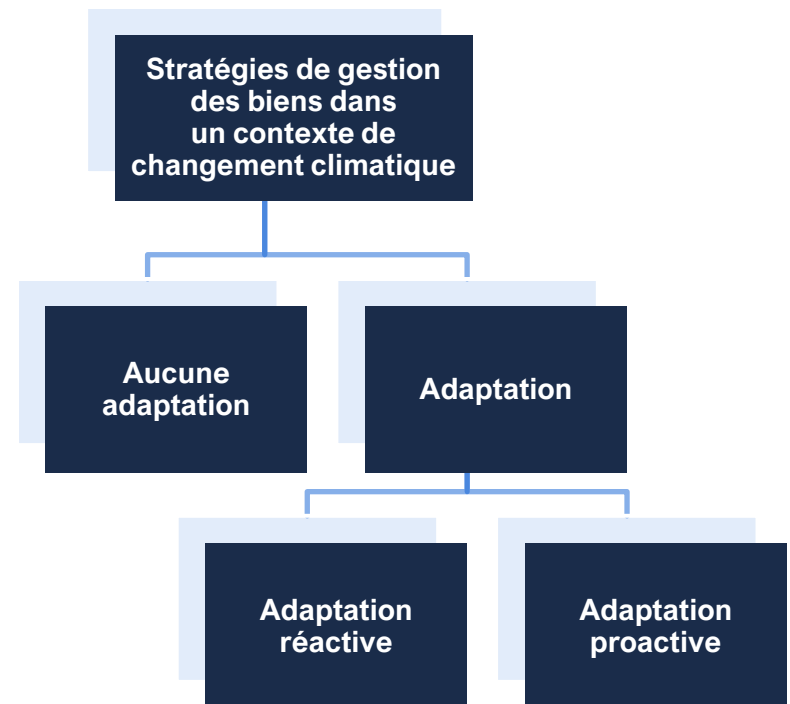 Stratégies de gestion
des biens dans
un contexte de
changement climatique
Aucune
adaptation
Adaptation
Adaptation
réactive
Adaptation
proactive